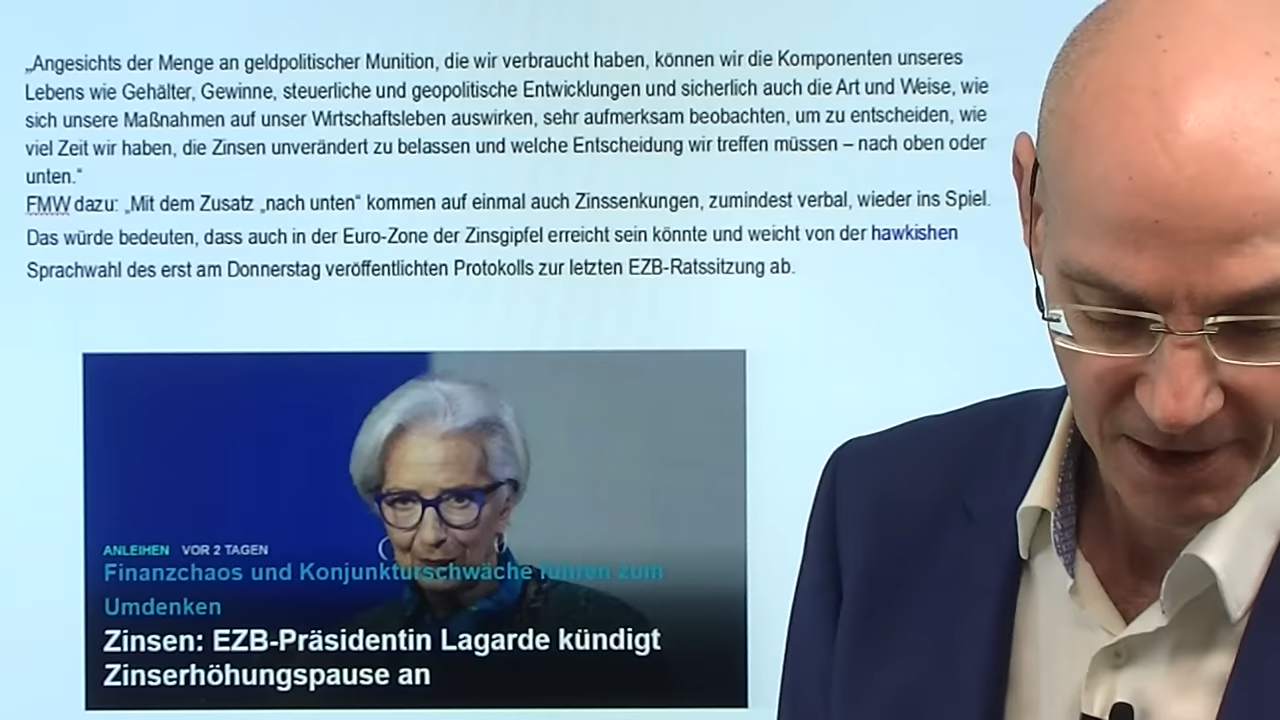 „Angesichts der Menge an geldpolitischer Munition, die wir verbraucht haben, können wir die Komponenten unseres
Lebens wie Gehälter, Gewinne, steuerliche und geopolitische Entwicklungen und sicherlich auch die Art und Weise, wie
sich unsere Maßnahmen auf unser Wirtschaftsleben auswirken, sehr aufmerksam beobachten, um zu entscheiden, wie
viel Zeit wir haben, die Zinsen unverändert zu belassen und welche Entscheidung wir treffen müssen – nach oben oder
unten.“
FMW dazu: „Mit dem Zusatz „nach unten“ kommen auf einmal auch Zinssenkungen, zumindest verbal, wieder ins Spiel.
Das würde bedeuten, dass auch in der Euro-Zone der Zinsgipfel erreicht sein könnte und weicht von der hawkishen
Sprachwahl des erst am Donnerstag veröffentlichten Protokolls zur letzten EZB-Ratssitzung ab.
ANLEIHEN VOR 2 TAGEN
Finanzchaos und Konjunkturschwäche führen zum
Umdenken
Zinsen: EZB-Präsidentin Lagarde kündigt
Zinserhöhungspause an